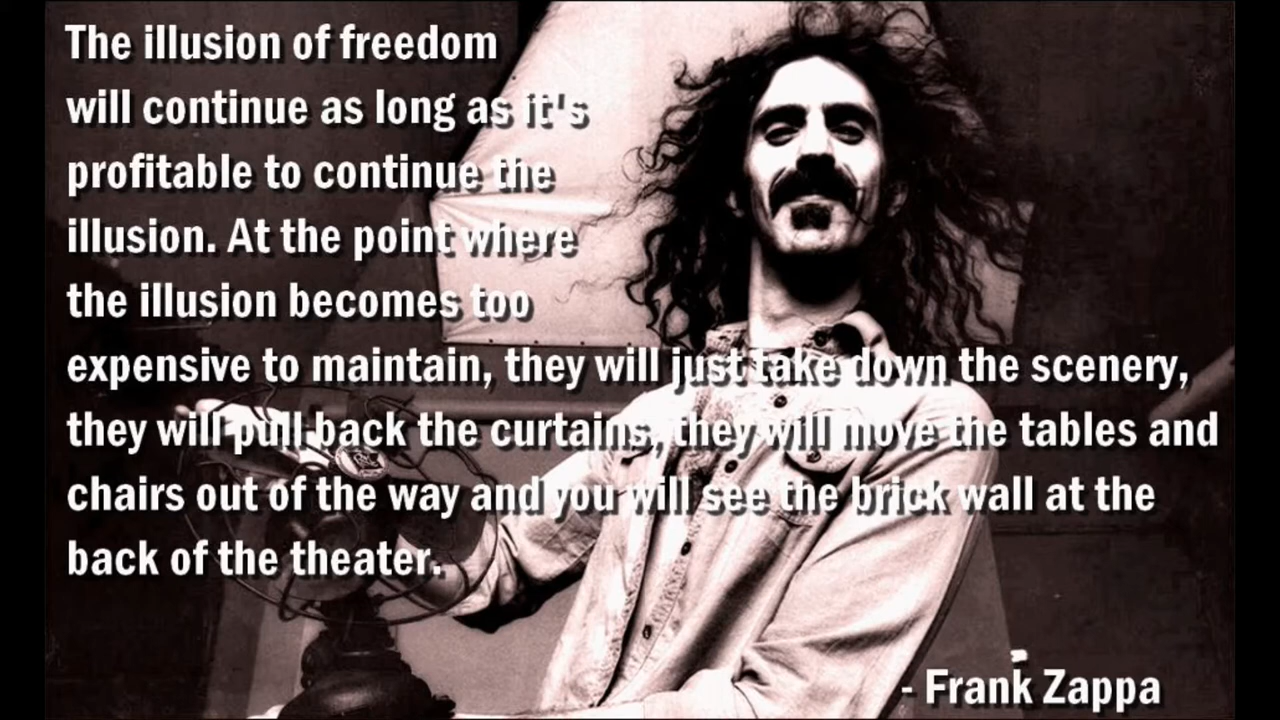 The illusion of freedom
will continue as long as it's
profitable to continue the
illusion. At the point where
the illusion becomes too
expensive to maintain, they will just take down the scenery,
they will pull back the curtains, they will move the tables and
chairs out of the way and you will see the brick wall at the
back of the theater.
- Frank Zappa